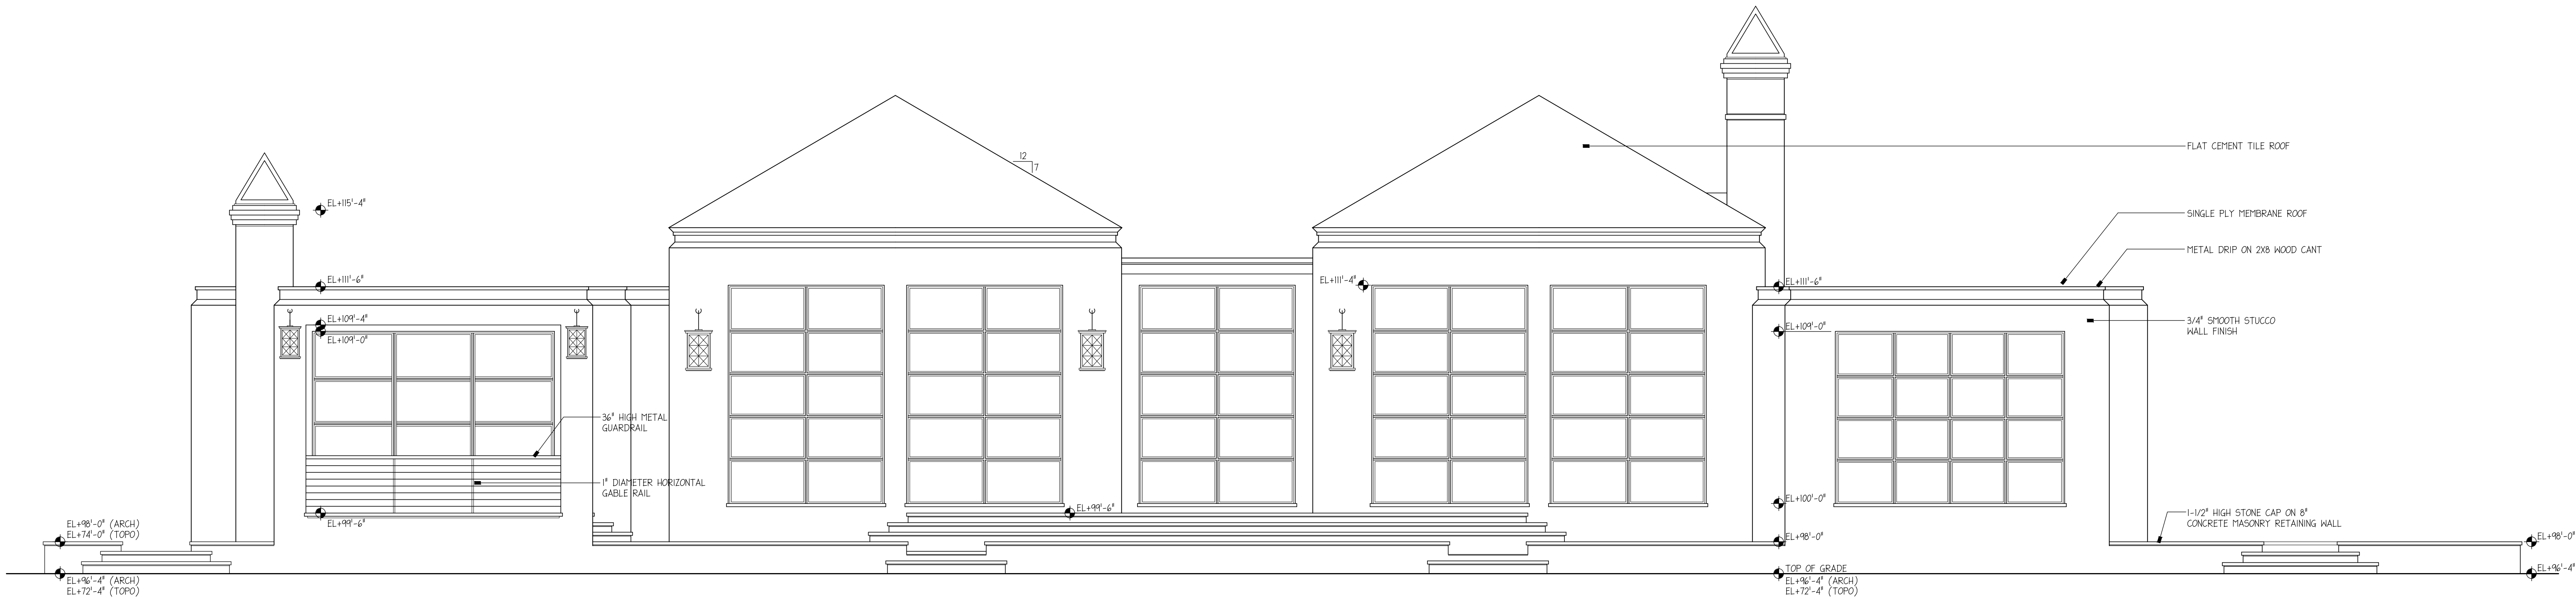 12
7
FLAT CEMENT TILE ROOF
EL+115'-4"
SINGLE PLY MEMBRANE ROOF
METAL DRIP ON 2X8 WOOD CANT
EL+111'-6"
EL+111'-4"
EL+111'-6"
EL+109'-4"
EL+109'-0"
EL+109'-0"
3/4" SMOOTH STUCCO
WALL FINISH
36" HIGH METAL
GUARDRAIL
1" DIAMETER HORIZONTAL
GABLE RAIL
EL+100'-0"
EL+99'-6"
EL+99'-6"
1-1/2" HIGH STONE CAP ON 8"
CONCRETE MASONRY RETAINING WALL
EL+98'-0" (ARCH)
EL+74'-0" (TOPO)
EL+98'-0"
EL+98'-0"
EL+96'-4" (ARCH)
EL+72'-4" (TOPO)
TOP OF GRADE
EL+96'-4" (ARCH)
EL+72'-4" (TOPO)
EL+96'-4"